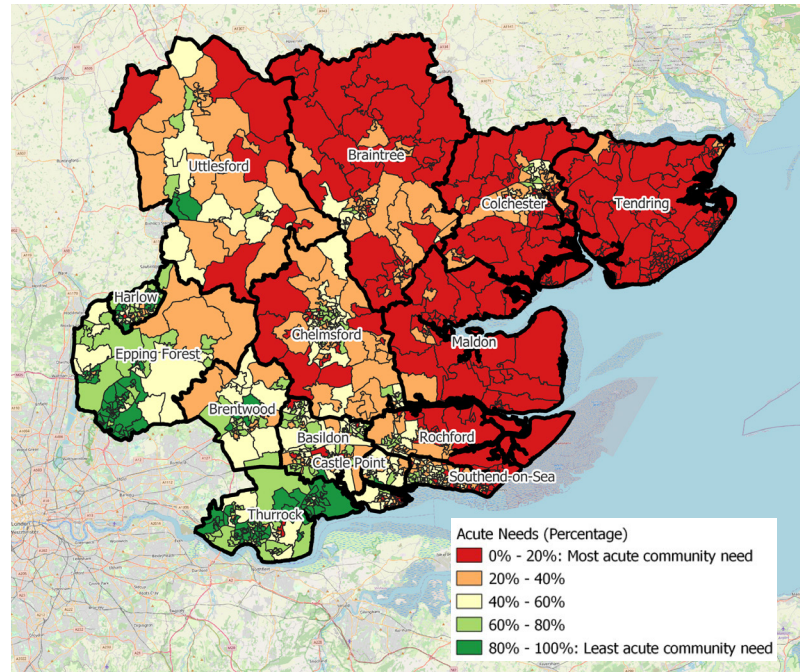 Uttlesford
Braintree
Colchester
Tendring
Harlow
Chelmsford
Maldon
Epping Forest
Brentwood
Basildon
Rochford
Castle Point
Southend-on-Sea
Thurrock
Acute Needs (Percentage)
0% - 20%: Most acute community need
20% - 40%
40% - 60%
60% - 80%
80% - 100%: Least acute community need